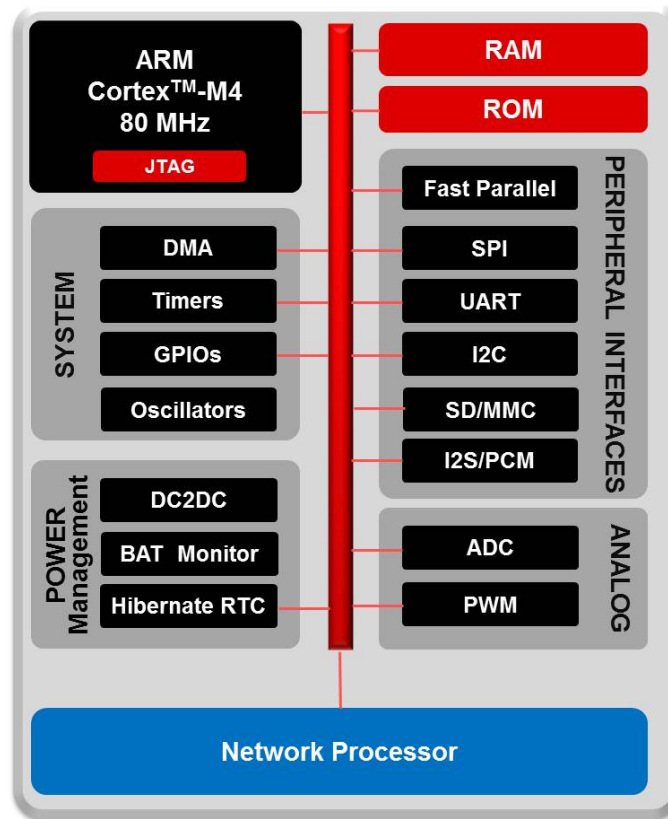 ARM
Cortex™-M4
80 MHz
JTAG
RAM
ROM
SYSTEM
DMA
Timers
GPIOs
Oscillators
PERIPHERAL INTERFACES
Fast Parallel
SPI
UART
I2C
SD/MMC
I2S/PCM
POWER
Management
DC2DC
BAT Monitor
Hibernate RTC
ANALOG
ADC
PWM
Network Processor